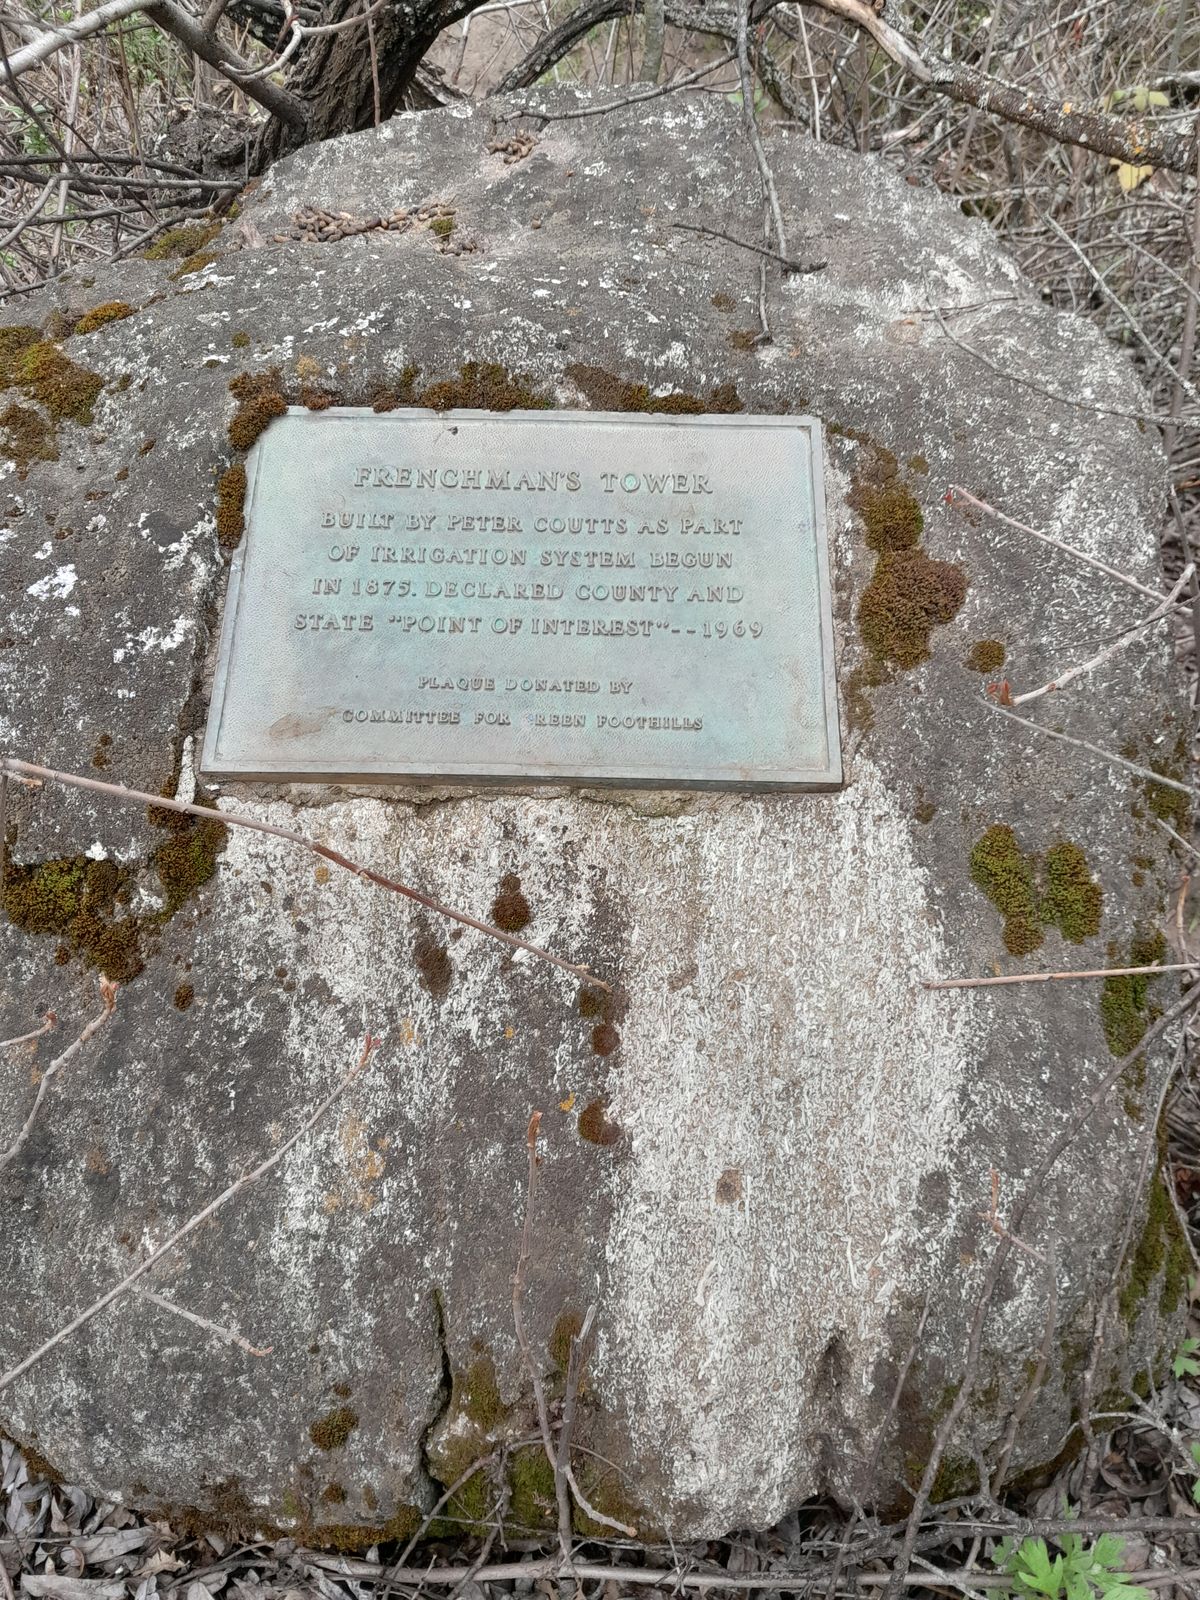 FRENCHMAN'S TOWER
BUILT BY PETER COUTTS AS PART
OF IRRIGATION SYSTEM BEGUN
IN 1875. DECLARED COUNTY AND
STATE "POINT OF INTEREST"--1969
PLAQUE DONATED BY
COMMITTEE FOR REEN FOOTHILLS